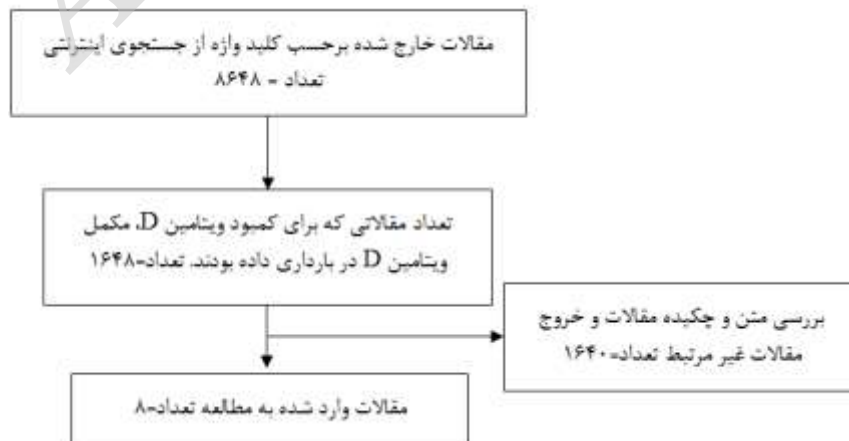 مقالات خارج شده برحسب کلید واژه از جستجوی اینترنتی
تعداد = ۸۶۴۸
تعداد مقالاتی که برای کمبود ویتامین D، مکمل
ویتامین D در بارداری داده بودند. تعداد=۱۶۴۸
بررسی متن و چکیده مقالات و خروج
مقالات غیر مرتبط تعداد=۱۶۴۰
مقالات وارد شده به مطالعه تعداد=۸